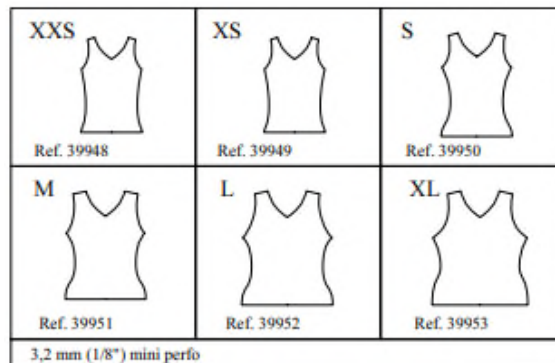 XXS
XS
S
Ref. 39948
Ref. 39949
Ref. 39950
M
L
XL
Ref. 39951
Ref. 39952
Ref. 39953
3,2 mm (1/8") mini perfo